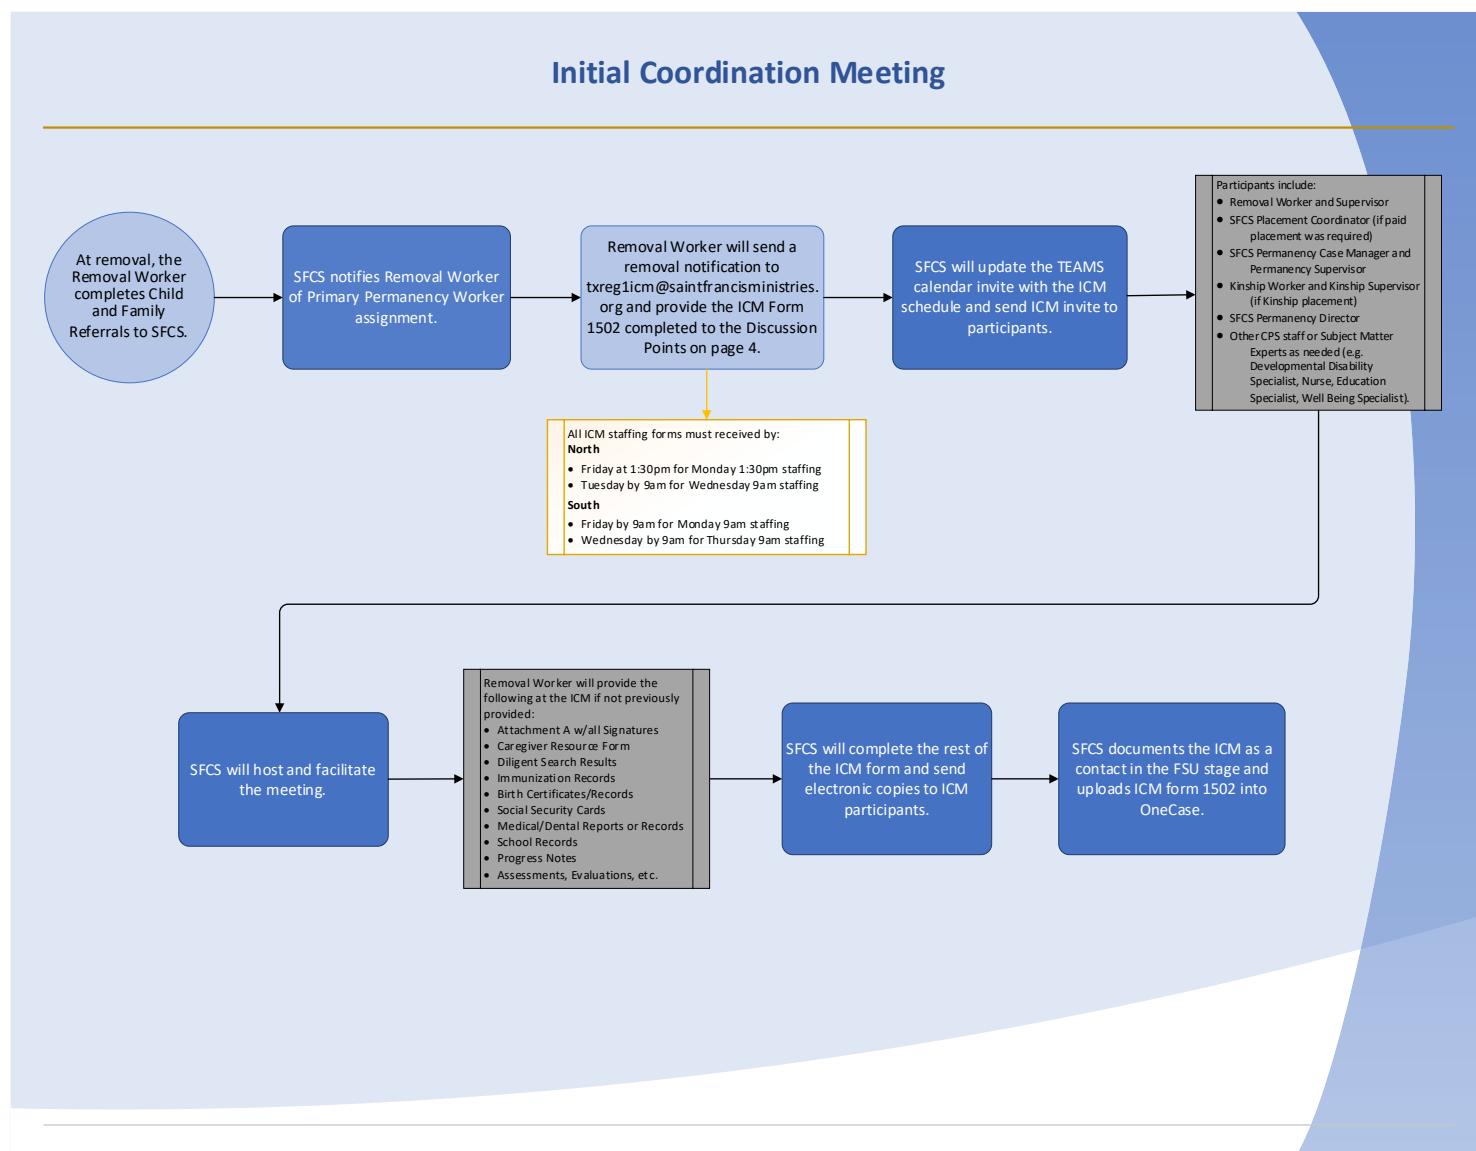 Initial Coordination Meeting
At removal, the
Removal Worker
completes Child
and Family
Referrals to SFCS.
SFCS notifies Removal Worker
of Primary Permanency Worker
assignment.
Removal Worker will send a
removal notification to
txreg1icm@saintfrancisministries.
org and provide the ICM Form
1502 completed to the Discussion
Points on page 4.
All ICM staffing forms must received by:
North
• Friday at 1:30pm for Monday 1:30pm staffing
• Tuesday by 9am for Wednesday 9am staffing
South
• Friday by 9am for Monday 9am staffing
• Wednesday by 9am for Thursday 9am staffing
SFCS will update the TEAMS
calendar invite with the ICM
schedule and send ICM invite to
participants.
Participants include:
• Removal Worker and Supervisor
• SFCS Placement Coordinator (if paid
placement was required)
• SFCS Permanency Case Manager and
Permanency Supervisor
• Kinship Worker and Kinship Supervisor
(if Kinship placement)
• SFCS Permanency Director
• Other CPS staff or Subject Matter
Experts as needed (e.g.
Developmental Disability
Specialist, Nurse, Education
Specialist, Well Being Specialist).
SFCS will host and facilitate
the meeting.
Removal Worker will provide the
following at the ICM if not previously
provided:
• Attachment A w/all Signatures
• Caregiver Resource Form
• Diligent Search Results
• Immunization Records
• Birth Certificates/Records
• Social Security Cards
• Medical/Dental Reports or Records
• School Records
• Progress Notes
• Assessments, Evaluations, etc.
SFCS will complete the rest of
the ICM form and send
electronic copies to ICM
participants.
SFCS documents the ICM as a
contact in the FSU stage and
uploads ICM form 1502 into
OneCase.